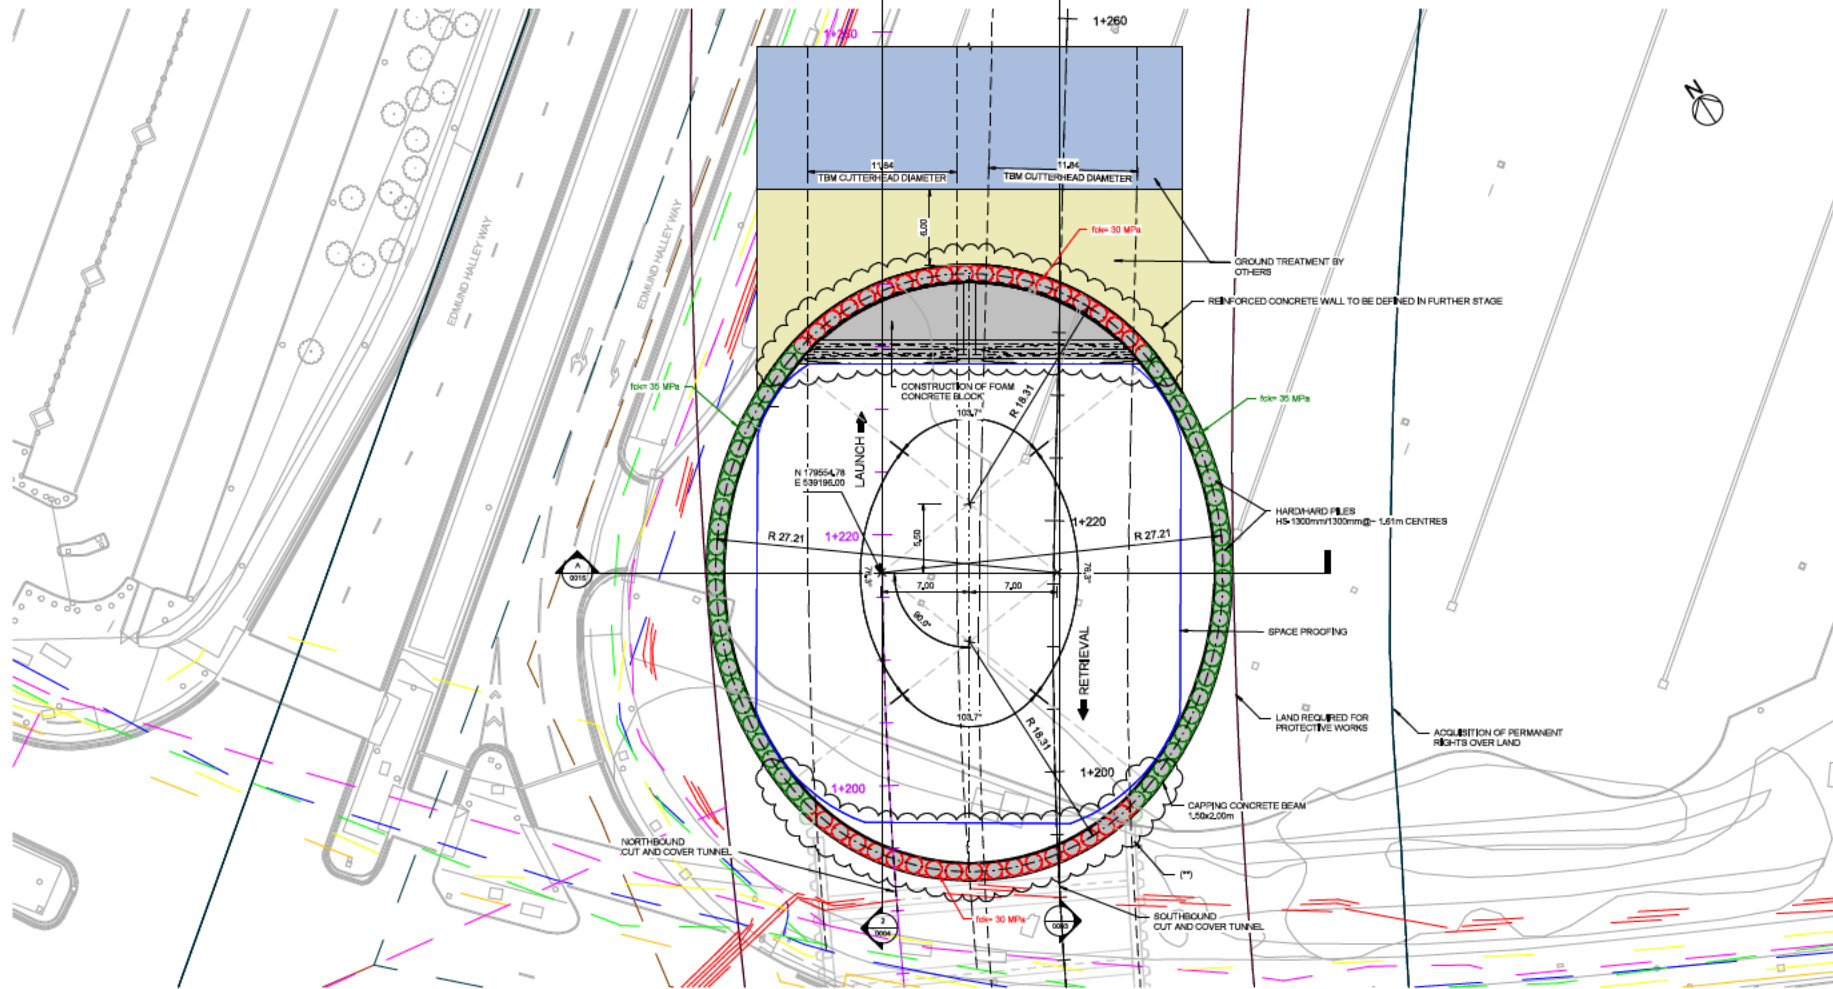 1+260
1+260
N
11.84
TBM CUTTERHEAD DIAMETER
11.84
TBM CUTTERHEAD DIAMETER
EDMUND HALLEY WAY
EDMUND HALLEY WAY
6.00
fck= 30 MPa
GROUND TREATMENT BY
OTHERS
REINFORCED CONCRETE WALL TO BE DEFINED IN FURTHER STAGE
fck= 35 MPa
CONSTRUCTION OF FOAM
CONCRETE BLOCK
103.7°
R 18.31
fck= 35 MPa
LAUNCH
N 179554.78
E 539196.00
HARD/HARD PILES
HS-1300mm/1300mm@~ 1.61m CENTRES
1+220
1+220
R 27.21
R 27.21
5.50
A
0015
76.3°
76.3°
7.00
7.00
90.0°
SPACE PROOFING
RETRIEVAL
103.7°
R 18.31
LAND REQUIRED FOR
PROTECTIVE WORKS
ACQUISITION OF PERMANENT
RIGHTS OVER LAND
1+200
1+200
CAPPING CONCRETE BEAM
1.50x2.00m
NORTHBOUND
CUT AND COVER TUNNEL
(**)
fck= 30 MPa
SOUTHBOUND
CUT AND COVER TUNNEL
2
0004
0003